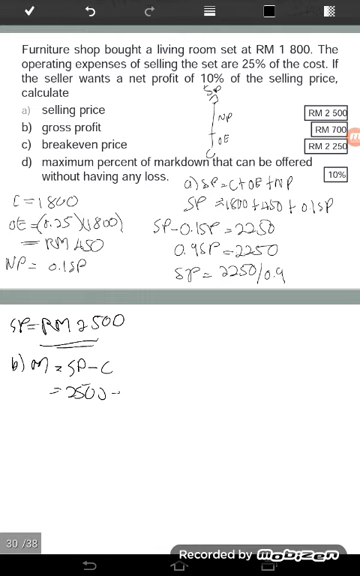 Furniture shop bought a living room set at RM 1 800. The
operating expenses of selling the set are 25% of the cost. If
the seller wants a net profit of 10% of the selling price,
calculate
a) selling price
b) gross profit
c) breakeven price
d) maximum percent of markdown that can be offered
without having any loss.
SP
NP
OE
C
RM 2 500
RM 700
RM 2 250
10%
C = 1800
OE = (0.25)(1800)
= RM 450
NP = 0.1SP
a) SP = C + OE + NP
SP = 1800 + 450 + 0.1SP
SP - 0.1SP = 2250
0.9SP = 2250
SP = 2250/0.9
SP = RM 2500
b) M = SP - C
= 2500 -
30 /38
Recorded by Mobizen